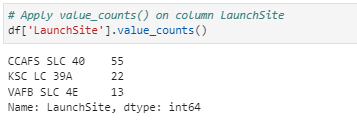 # Apply value_counts() on column LaunchSite
df['LaunchSite'].value_counts()
CCAFS SLC 40    55
KSC LC 39A      22
VAFB SLC 4E     13
Name: LaunchSite, dtype: int64